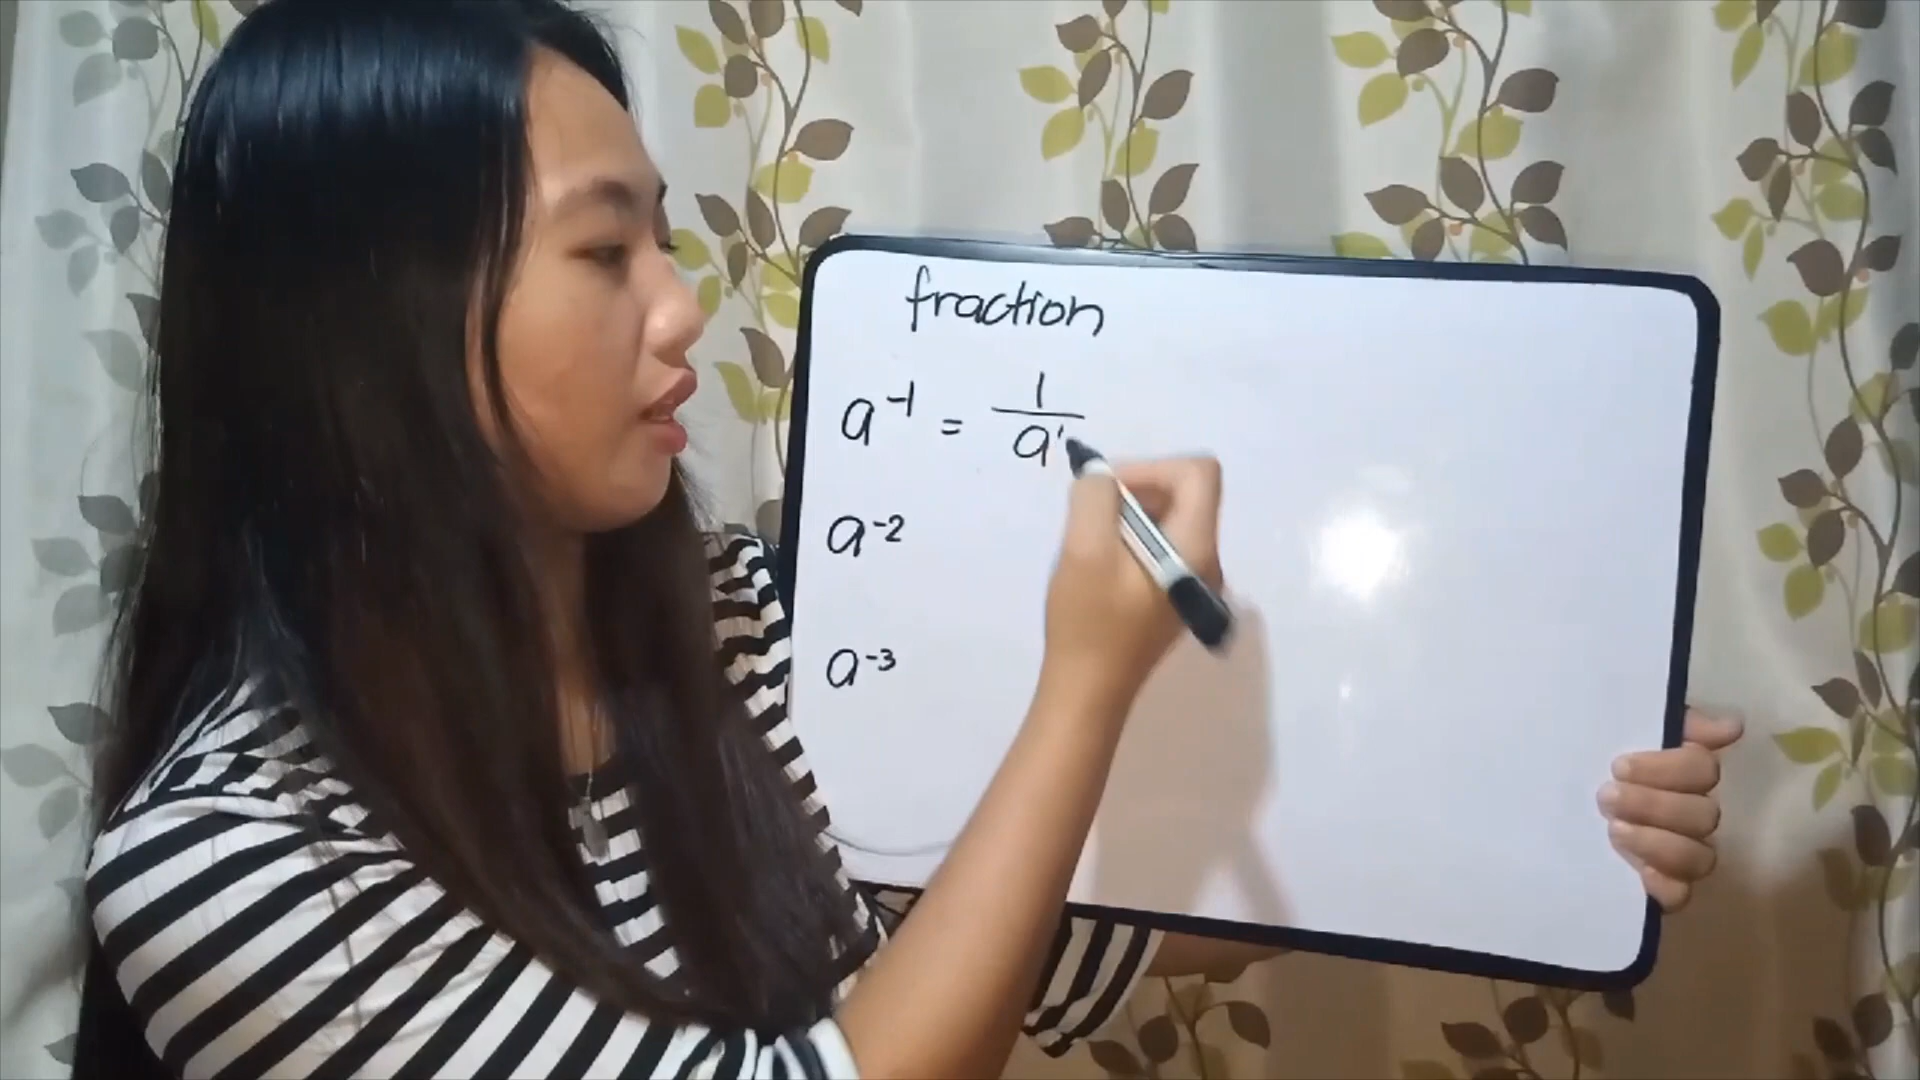 fraction
a⁻¹ = 1/a¹
a⁻²
a⁻³